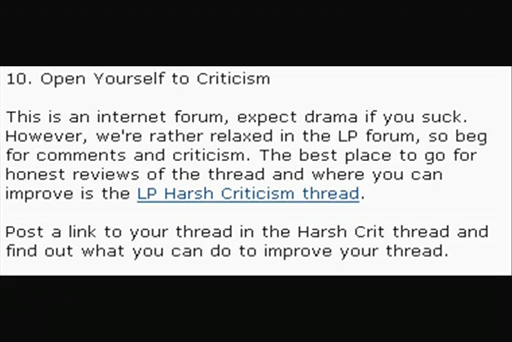 10. Open Yourself to Criticism
This is an internet forum, expect drama if you suck.
However, we're rather relaxed in the LP forum, so beg
for comments and criticism. The best place to go for
honest reviews of the thread and where you can
improve is the LP Harsh Criticism thread.
Post a link to your thread in the Harsh Crit thread and
find out what you can do to improve your thread.